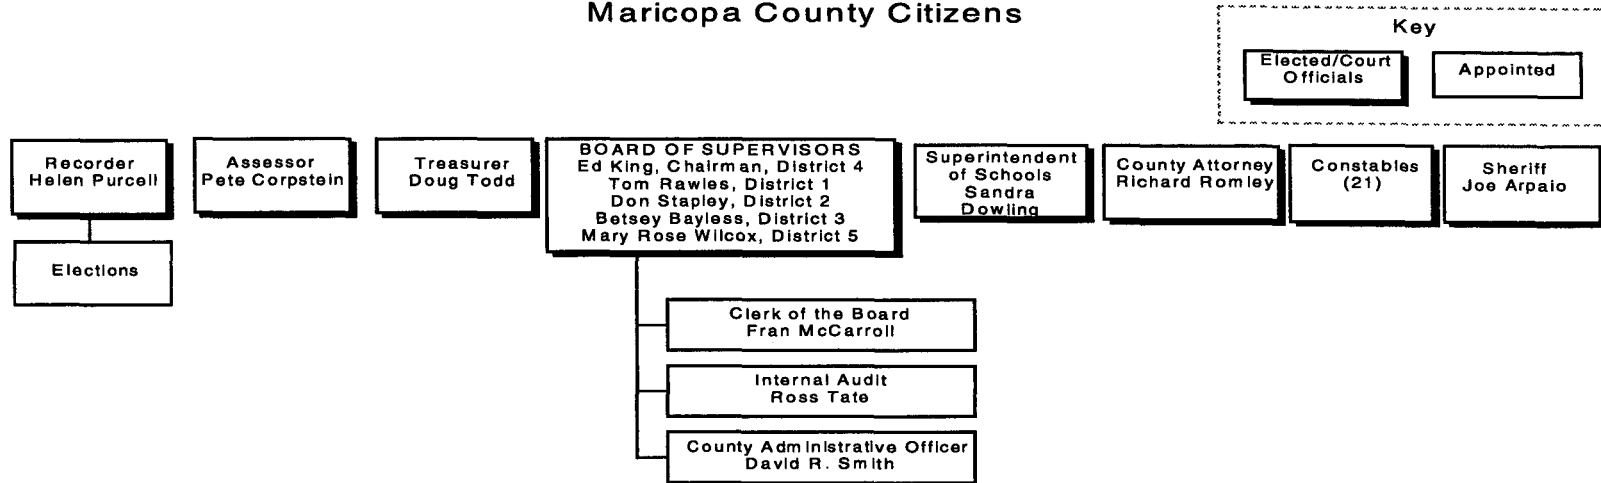 Maricopa County Citizens
Key
Elected/Court
Officials
Appointed
Recorder
Helen Purcell
Assessor
Pete Corpstein
Treasurer
Doug Todd
BOARD OF SUPERVISORS
Ed King, Chairman, District 4
Tom Rawles, District 1
Don Stapley, District 2
Betsey Bayless, District 3
Mary Rose Wilcox, District 5
Superintendent
of Schools
Sandra
Dowling
County Attorney
Richard Romley
Constables
(21)
Sheriff
Joe Arpaio
Elections
Clerk of the Board
Fran McCarroll
Internal Audit
Ross Tate
County Administrative Officer
David R. Smith